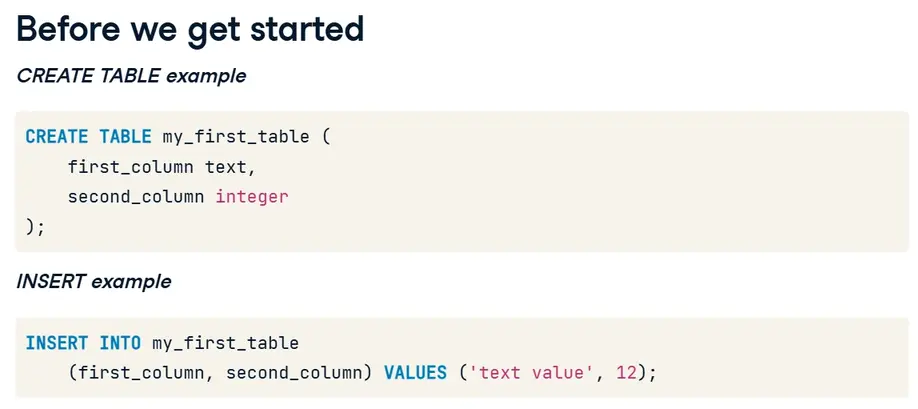 Before we get started
CREATE TABLE example
CREATE TABLE my_first_table (
    first_column text,
    second_column integer
);
INSERT example
INSERT INTO my_first_table
    (first_column, second_column) VALUES ('text value', 12);